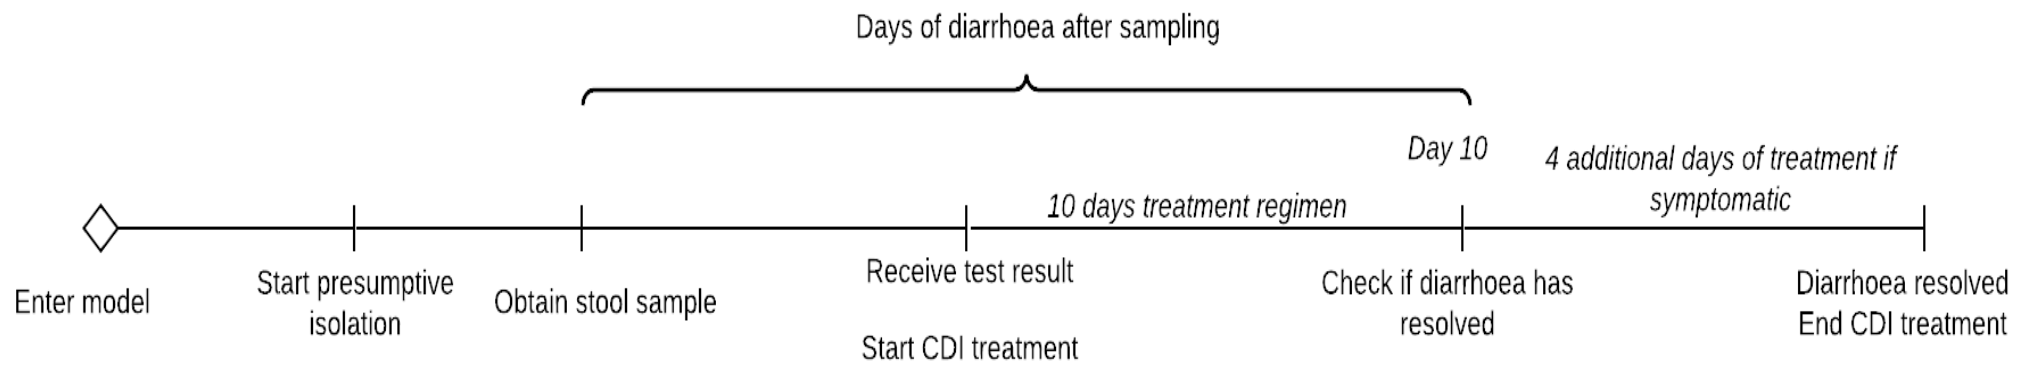 Days of diarrhoea after sampling
Day 10
4 additional days of treatment if
symptomatic
10 days treatment regimen
Enter model
Start presumptive
isolation
Obtain stool sample
Receive test result
Start CDI treatment
Check if diarrhoea has
resolved
Diarrhoea resolved
End CDI treatment